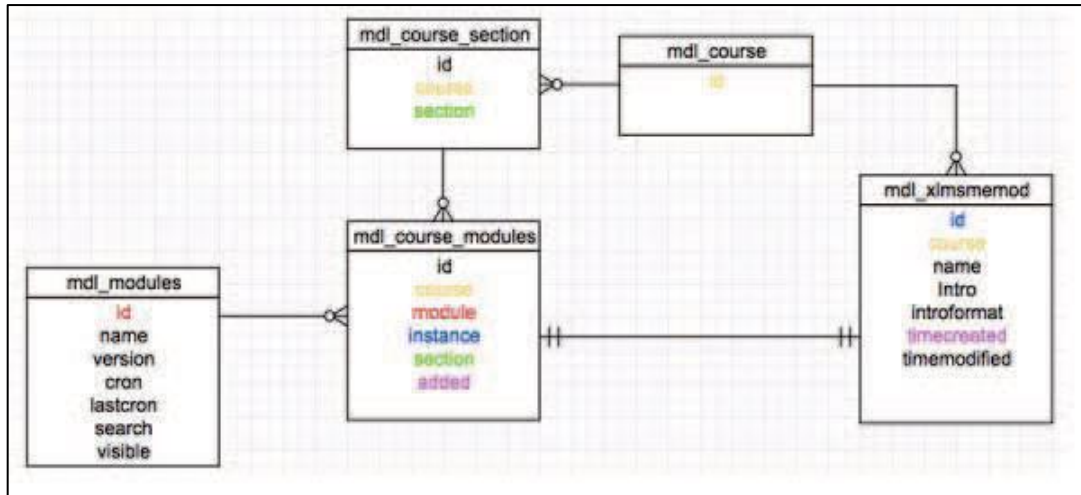 mdl_course_section
id
course
section
mdl_course
id
mdl_xlmsmemod
id
course
name
Intro
introformat
timecreated
timemodified
mdl_course_modules
id
course
module
instance
section
added
mdl_modules
id
name
version
cron
lastcron
search
visible